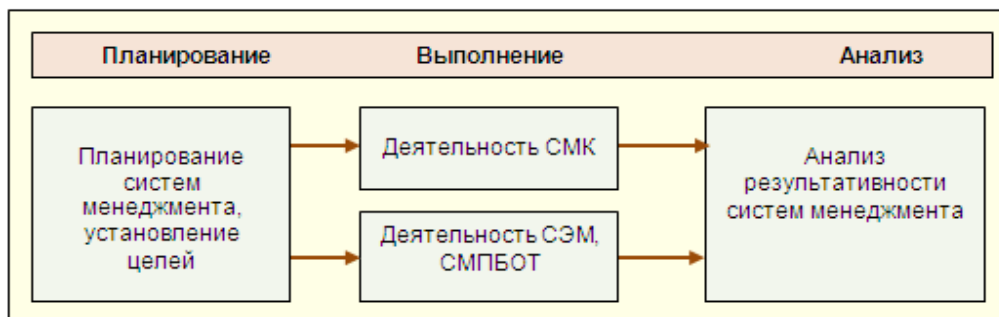 Планирование Выполнение Анализ
Планирование
систем
менеджмента,
установление
целей
Деятельность СМК
Деятельность СЭМ,
СМПБОТ
Анализ
результативности
систем менеджмента